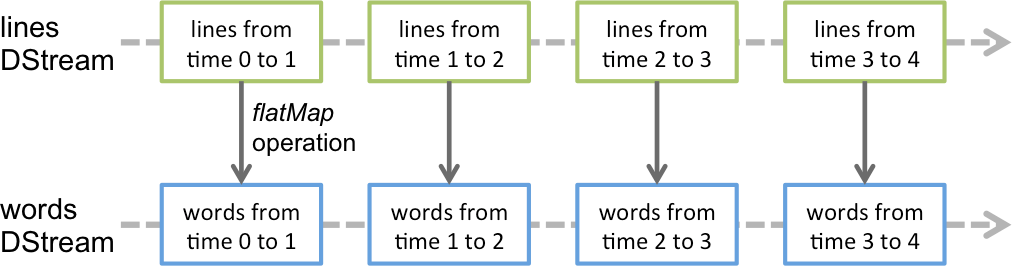 lines
DStream
lines from
time 0 to 1
lines from
time 1 to 2
lines from
time 2 to 3
lines from
time 3 to 4
flatMap
operation
words
DStream
words from
time 0 to 1
words from
time 1 to 2
words from
time 2 to 3
words from
time 3 to 4